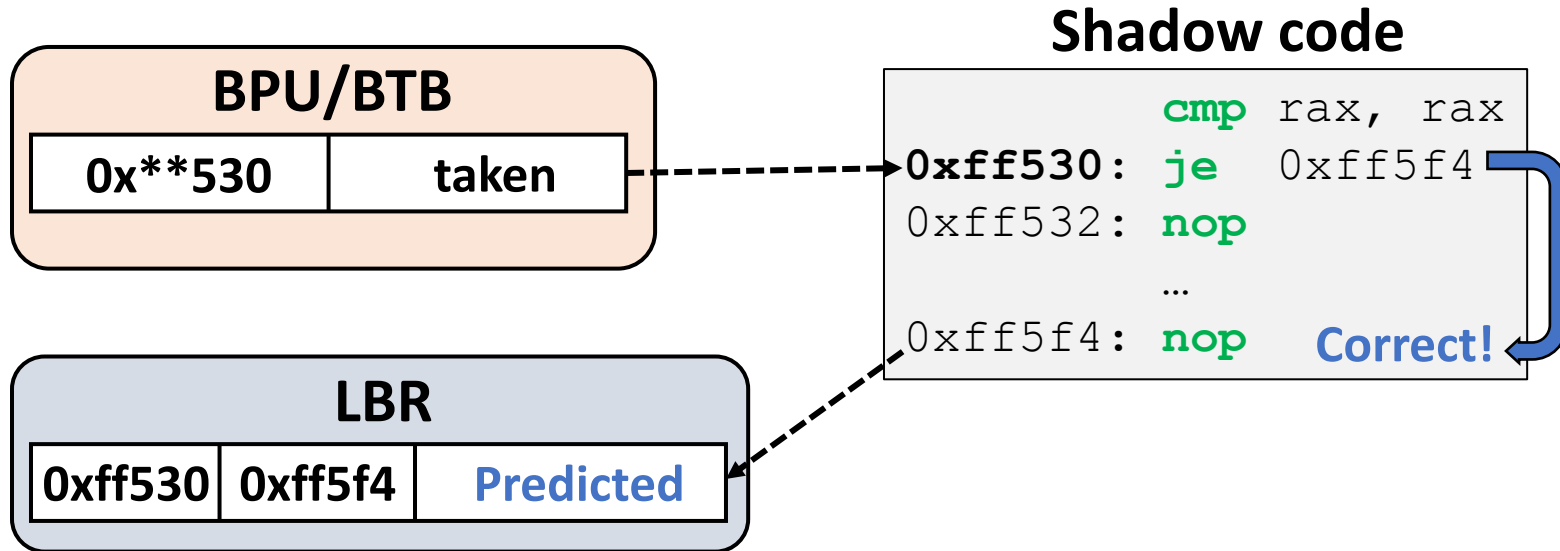 BPU/BTB
0x**530 taken
LBR
0xff530 0xff5f4 Predicted
Shadow code
cmp rax, rax
0xff530: je 0xff5f4
0xff532: nop
…
0xff5f4: nop Correct!